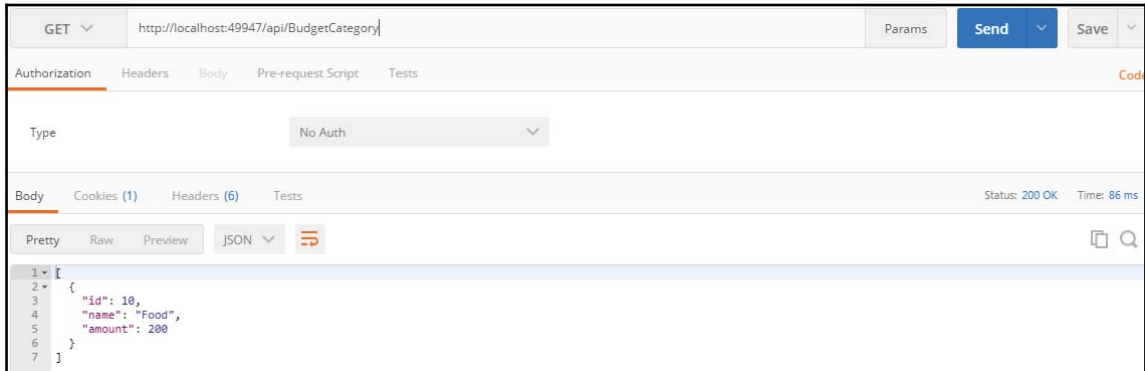 GET http://localhost:49947/api/BudgetCategory Params Send Save
Authorization Headers Body Pre-request Script Tests Code
Type No Auth
Body Cookies (1) Headers (6) Tests Status: 200 OK Time: 86 ms
Pretty Raw Preview JSON
1 [
2 {
3 "id": 10,
4 "name": "Food",
5 "amount": 200
6 }
7 ]